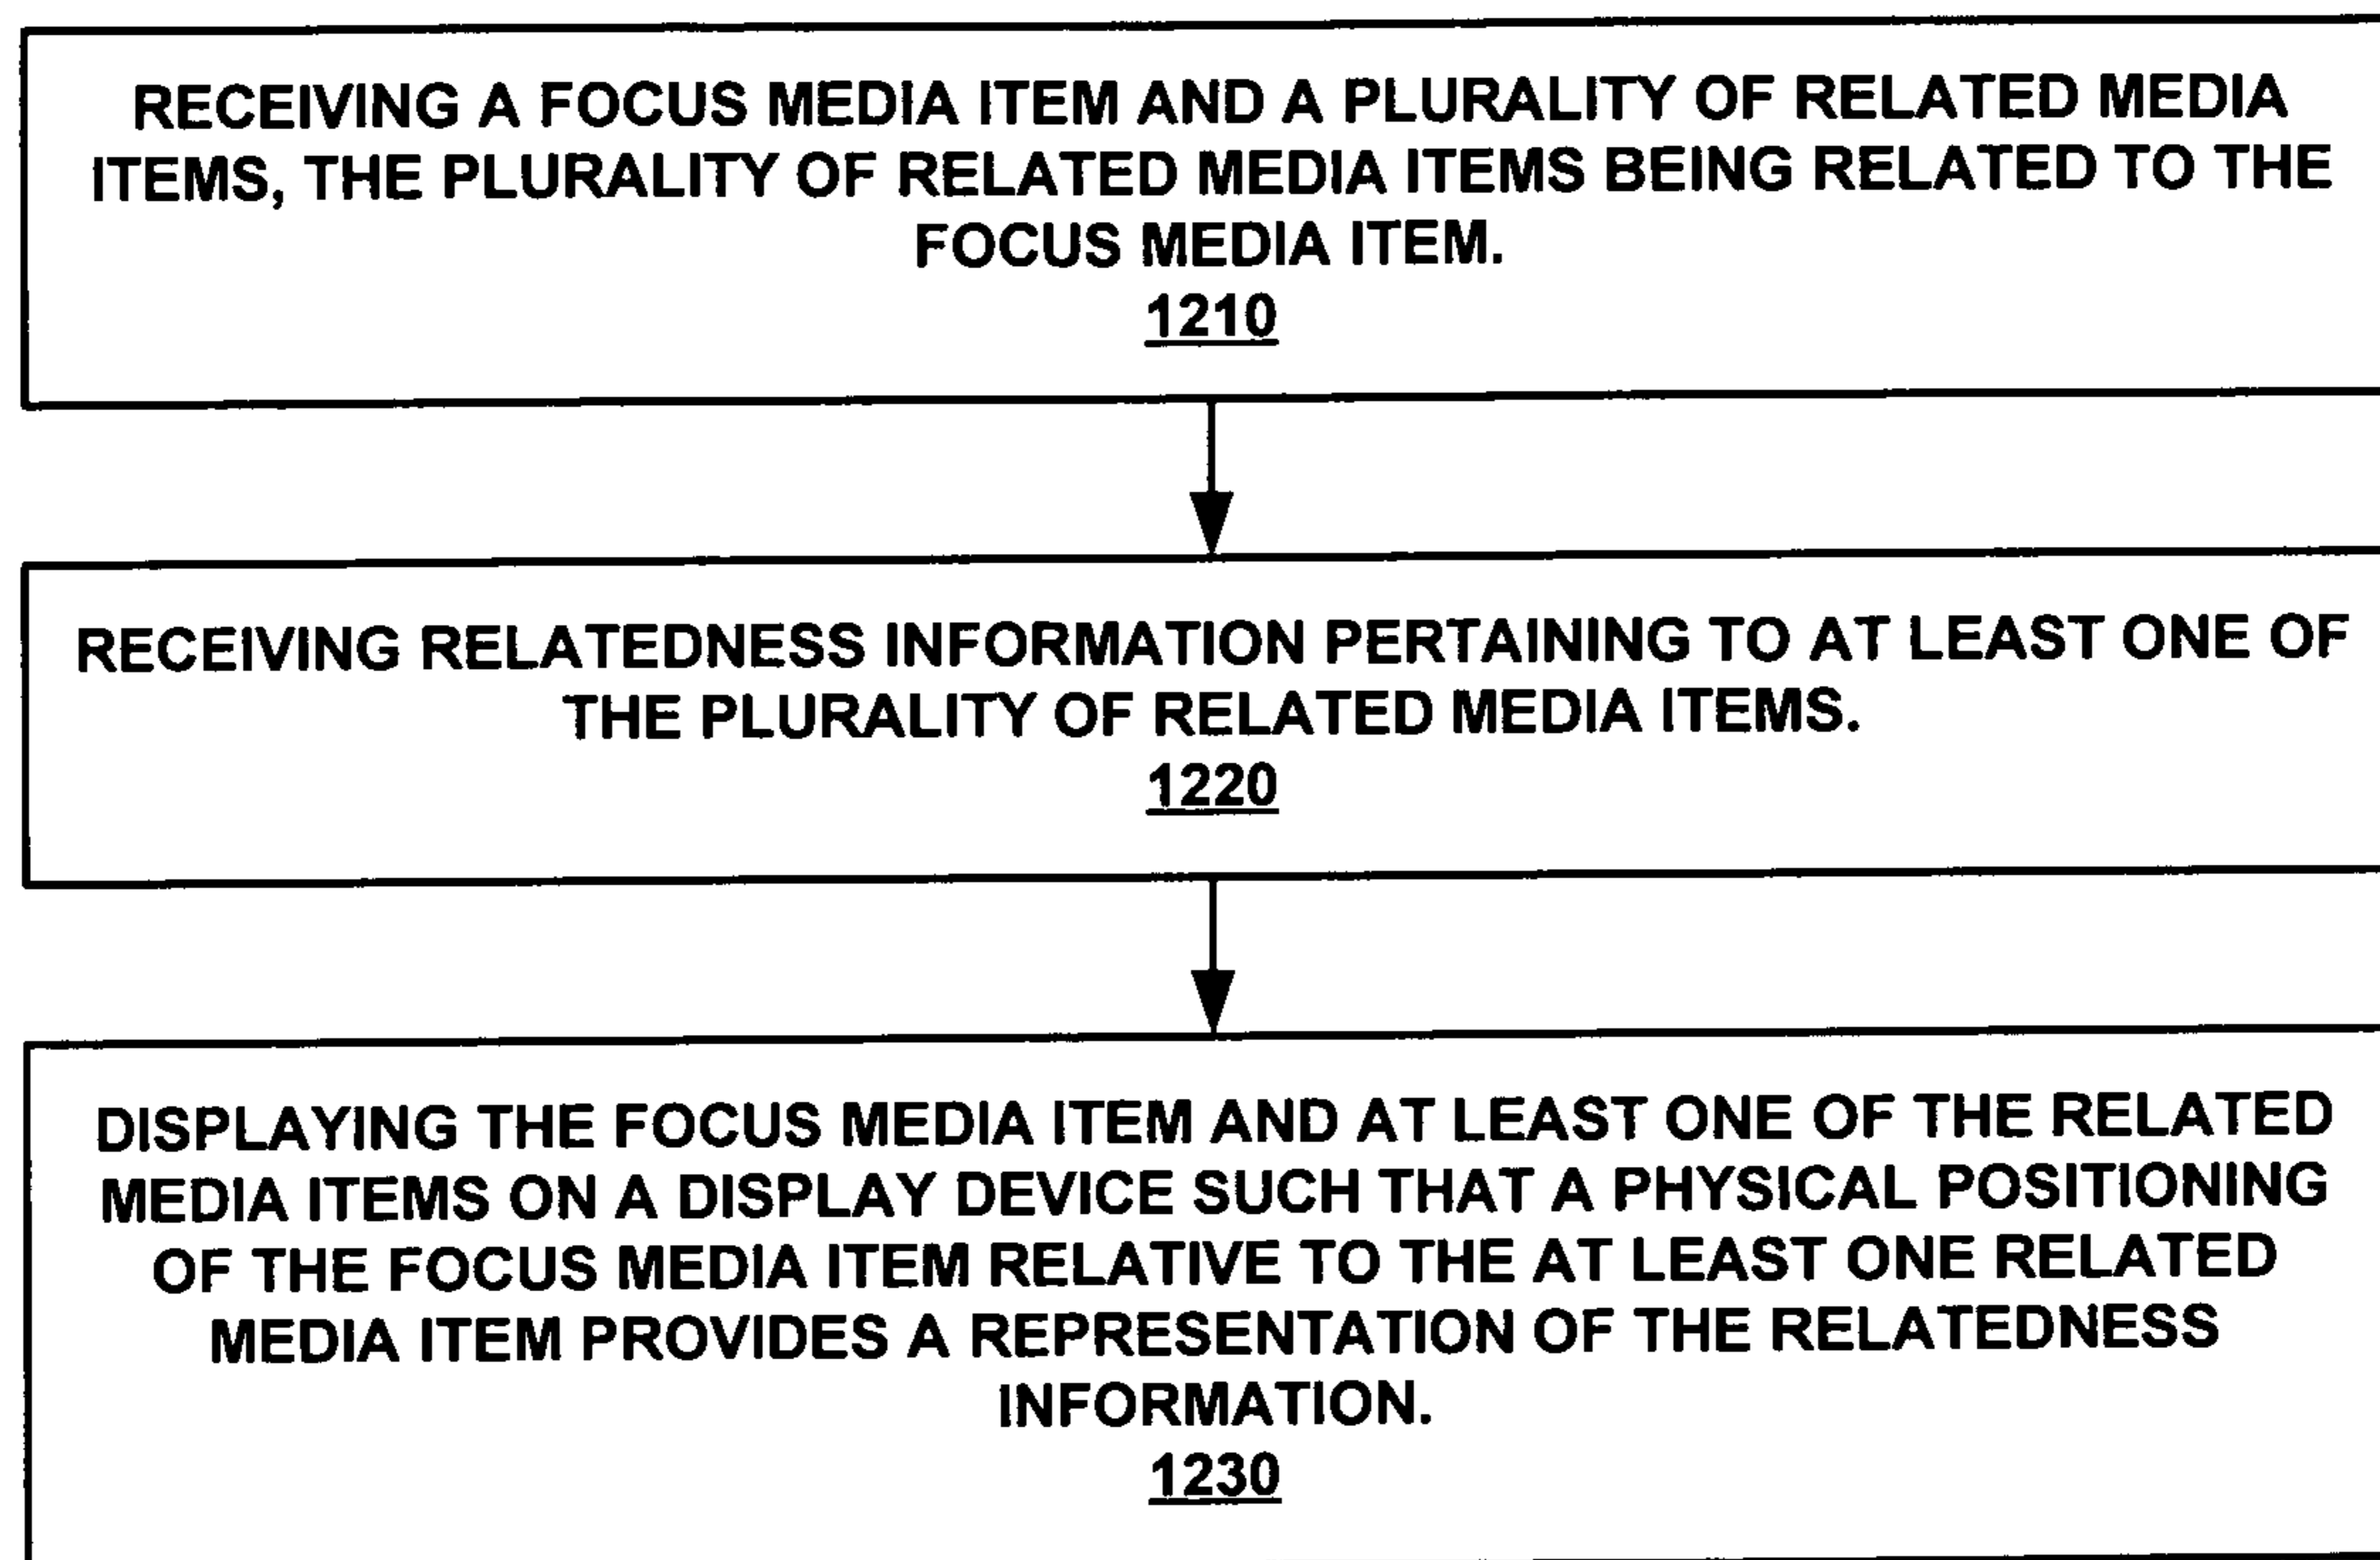 RECEIVING A FOCUS MEDIA ITEM AND A PLURALITY OF RELATED MEDIA
ITEMS, THE PLURALITY OF RELATED MEDIA ITEMS BEING RELATED TO THE
FOCUS MEDIA ITEM.
1210
RECEIVING RELATEDNESS INFORMATION PERTAINING TO AT LEAST ONE OF
THE PLURALITY OF RELATED MEDIA ITEMS.
1220
DISPLAYING THE FOCUS MEDIA ITEM AND AT LEAST ONE OF THE RELATED
MEDIA ITEMS ON A DISPLAY DEVICE SUCH THAT A PHYSICAL POSITIONING
OF THE FOCUS MEDIA ITEM RELATIVE TO THE AT LEAST ONE RELATED
MEDIA ITEM PROVIDES A REPRESENTATION OF THE RELATEDNESS
INFORMATION.
1230